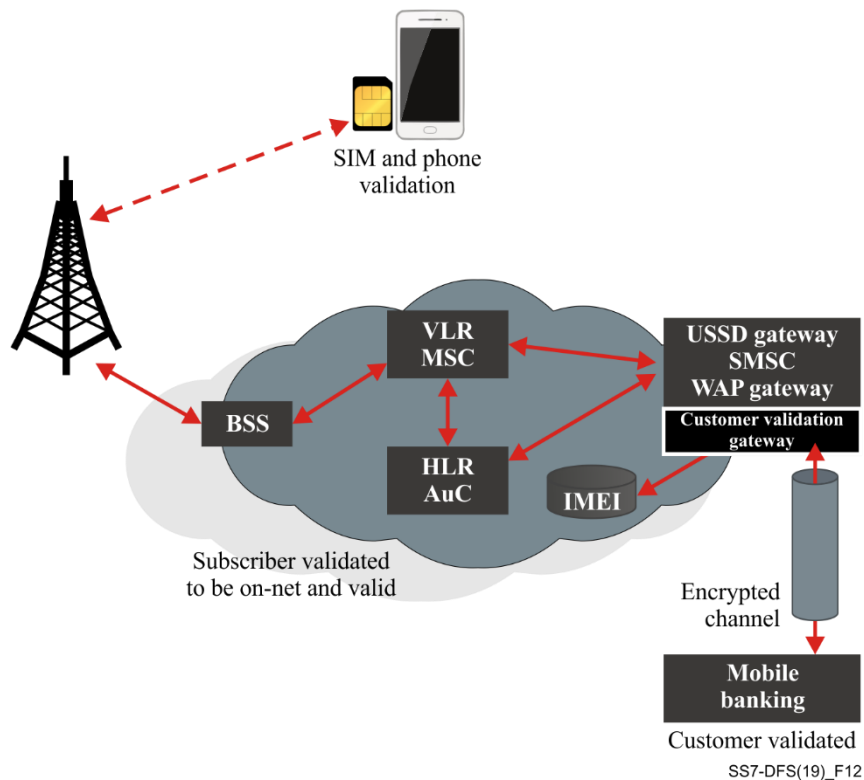 SIM and phone
validation
VLR
MSC
USSD gateway
SMSC
WAP gateway
Customer validation
gateway
BSS
HLR
AuC
IMEI
Subscriber validated
to be on-net and valid
Encrypted
channel
Mobile
banking
Customer validated
SS7-DFS(19)_F12